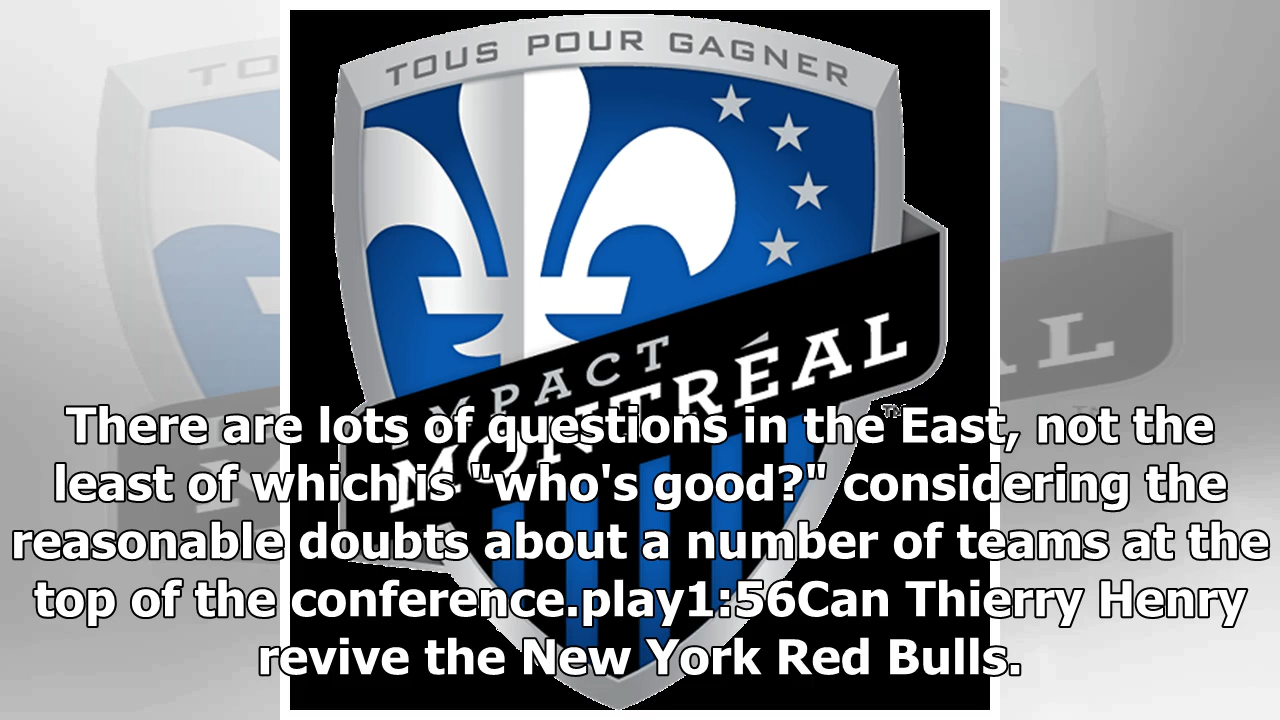 TOUS POUR GAGNER
IMPACT
MONTRÉAL
TM
There are lots of questions in the East, not the
least of which is "who's good?" considering the
reasonable doubts about a number of teams at the
top of the conference.play1:56Can Thierry Henry
revive the New York Red Bulls.